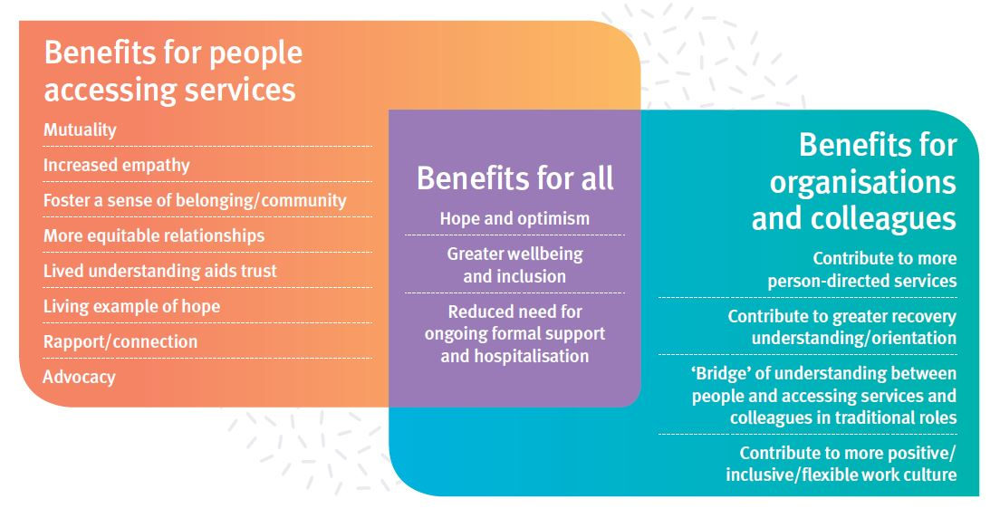 Benefits for people
accessing services
Mutuality
Increased empathy
Foster a sense of belonging/community
More equitable relationships
Lived understanding aids trust
Living example of hope
Rapport/connection
Advocacy
Benefits for all
Hope and optimism
Greater wellbeing
and inclusion
Reduced need for
ongoing formal support
and hospitalisation
Benefits for
organisations
and colleagues
Contribute to more
person-directed services
Contribute to greater recovery
understanding/orientation
‘Bridge’ of understanding between
people and accessing services and
colleagues in traditional roles
Contribute to more positive/
inclusive/flexible work culture